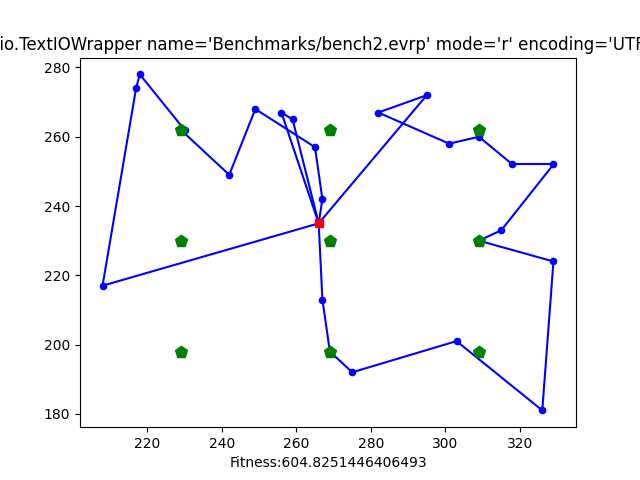 io.TextIOWrapper name='Benchmarks/bench2.evrp' mode='r' encoding='UTF
280
260
240
220
200
180
220 240 260 280 300 320
Fitness:604.8251446406493